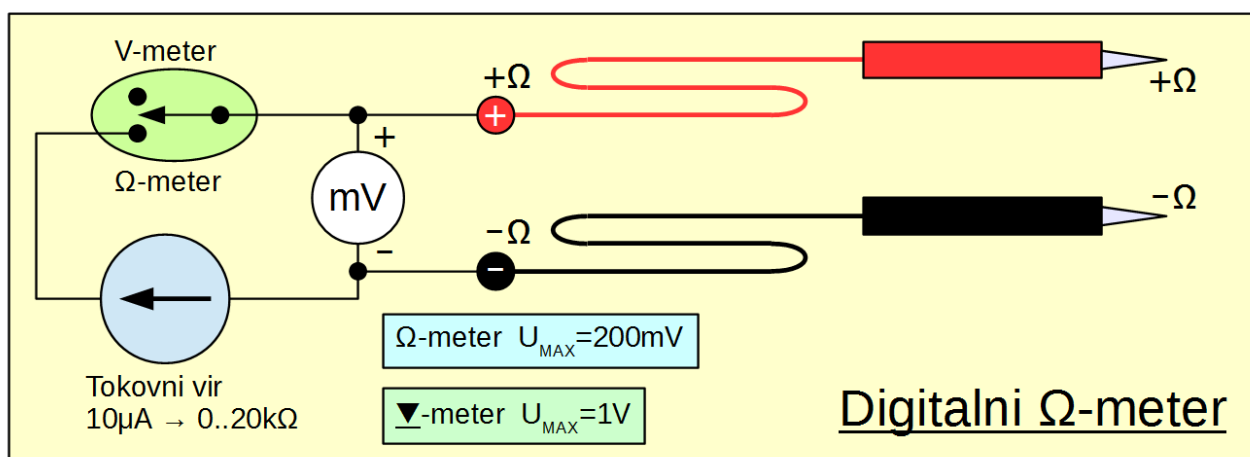 V-meter
Ω-meter
+
mV
-
+Ω
+
+Ω
-Ω
-
-Ω
Tokovni vir
10µA → 0..20kΩ
Ω-meter U_MAX=200mV
▼-meter U_MAX=1V
Digitalni Ω-meter